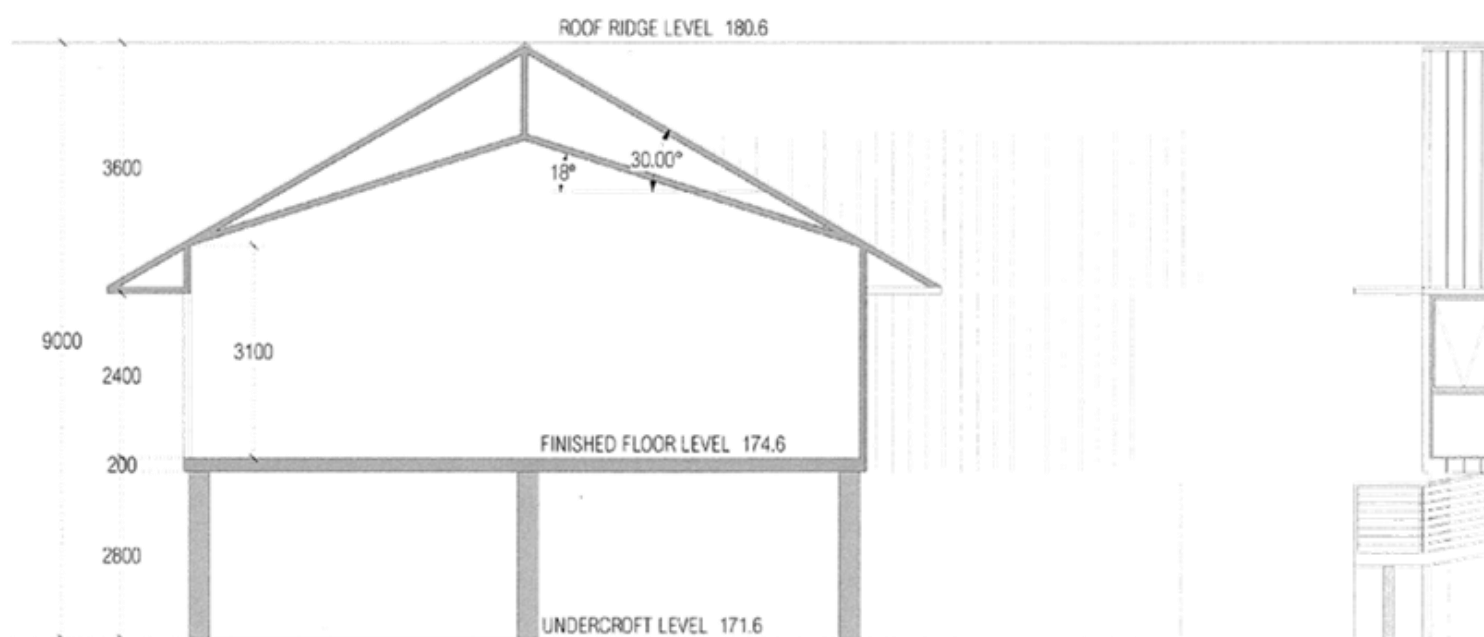 ROOF RIDGE LEVEL 180.6
3600
30.00°
18°
9000
3100
2400
FINISHED FLOOR LEVEL 174.6
200
2800
UNDERCROFT LEVEL 171.6